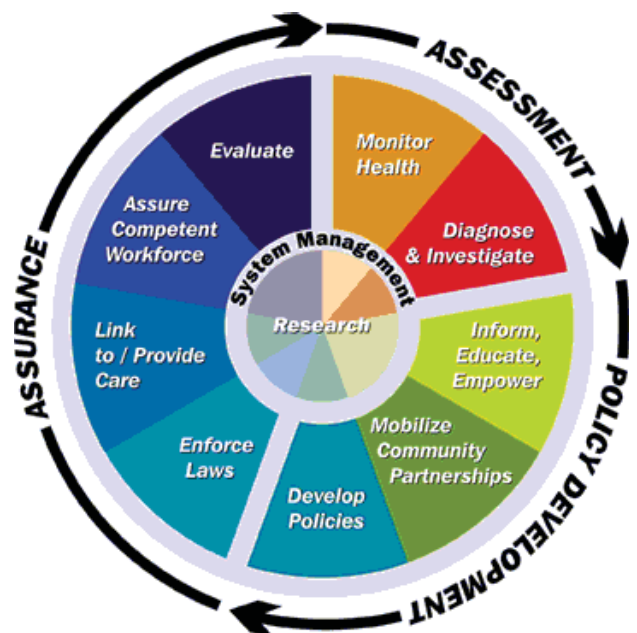 ASSESSMENT
POLICY DEVELOPMENT
ASSURANCE
Monitor
Health
Diagnose
& Investigate
Inform,
Educate,
Empower
Mobilize
Community
Partnerships
Develop
Policies
Enforce
Laws
Link
to / Provide
Care
Assure
Competent
Workforce
Evaluate
System Management
Research